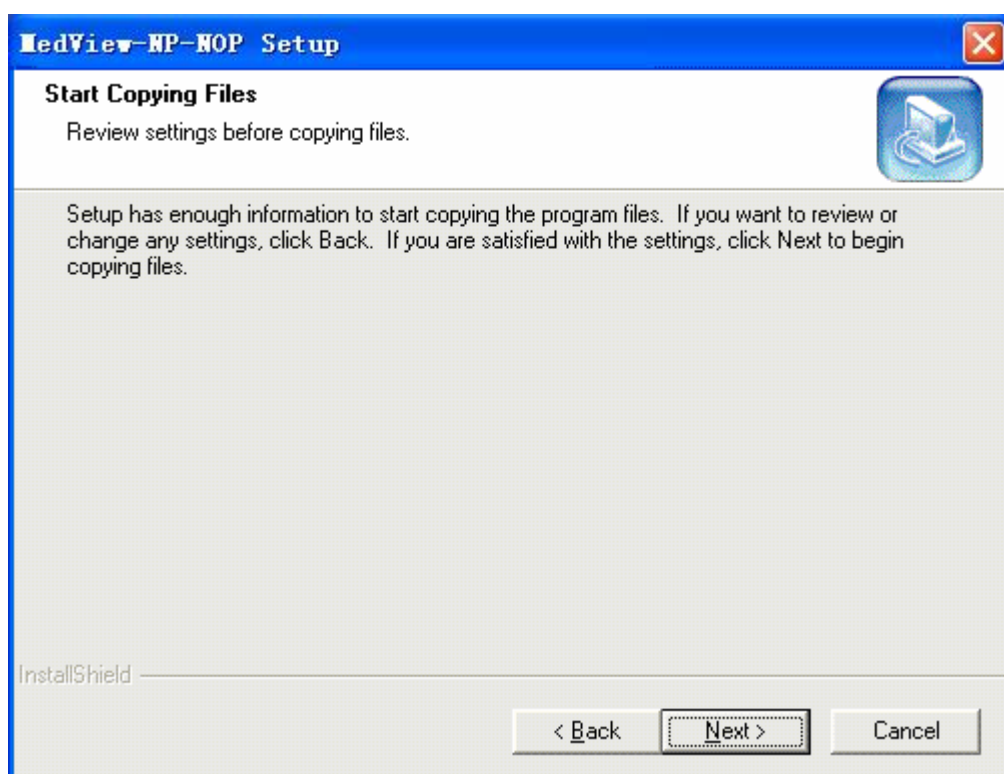 MedView-NP-NOP Setup
Start Copying Files
Review settings before copying files.
Setup has enough information to start copying the program files.  If you want to review or
change any settings, click Back.  If you are satisfied with the settings, click Next to begin
copying files.
InstallShield
< Back
Next >
Cancel